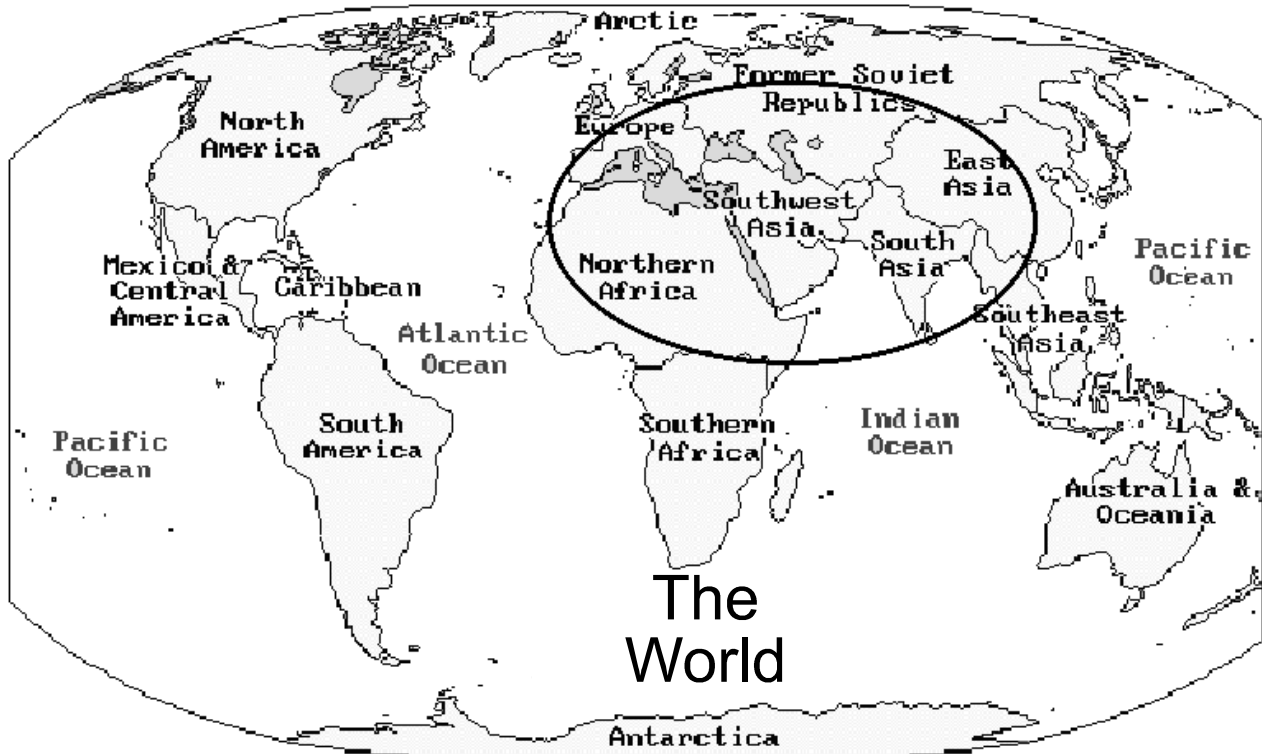 Arctic
Former Soviet
Republics
North
America
Europe
East
Asia
Southwest
Asia
South
Asia
Northern
Africa
Pacific
Ocean
Mexico &
Central
America
Caribbean
Atlantic
Ocean
Southeast
Asia
South
America
Southern
Africa
Indian
Ocean
Pacific
Ocean
Australia &
Oceania
The
World
Antarctica